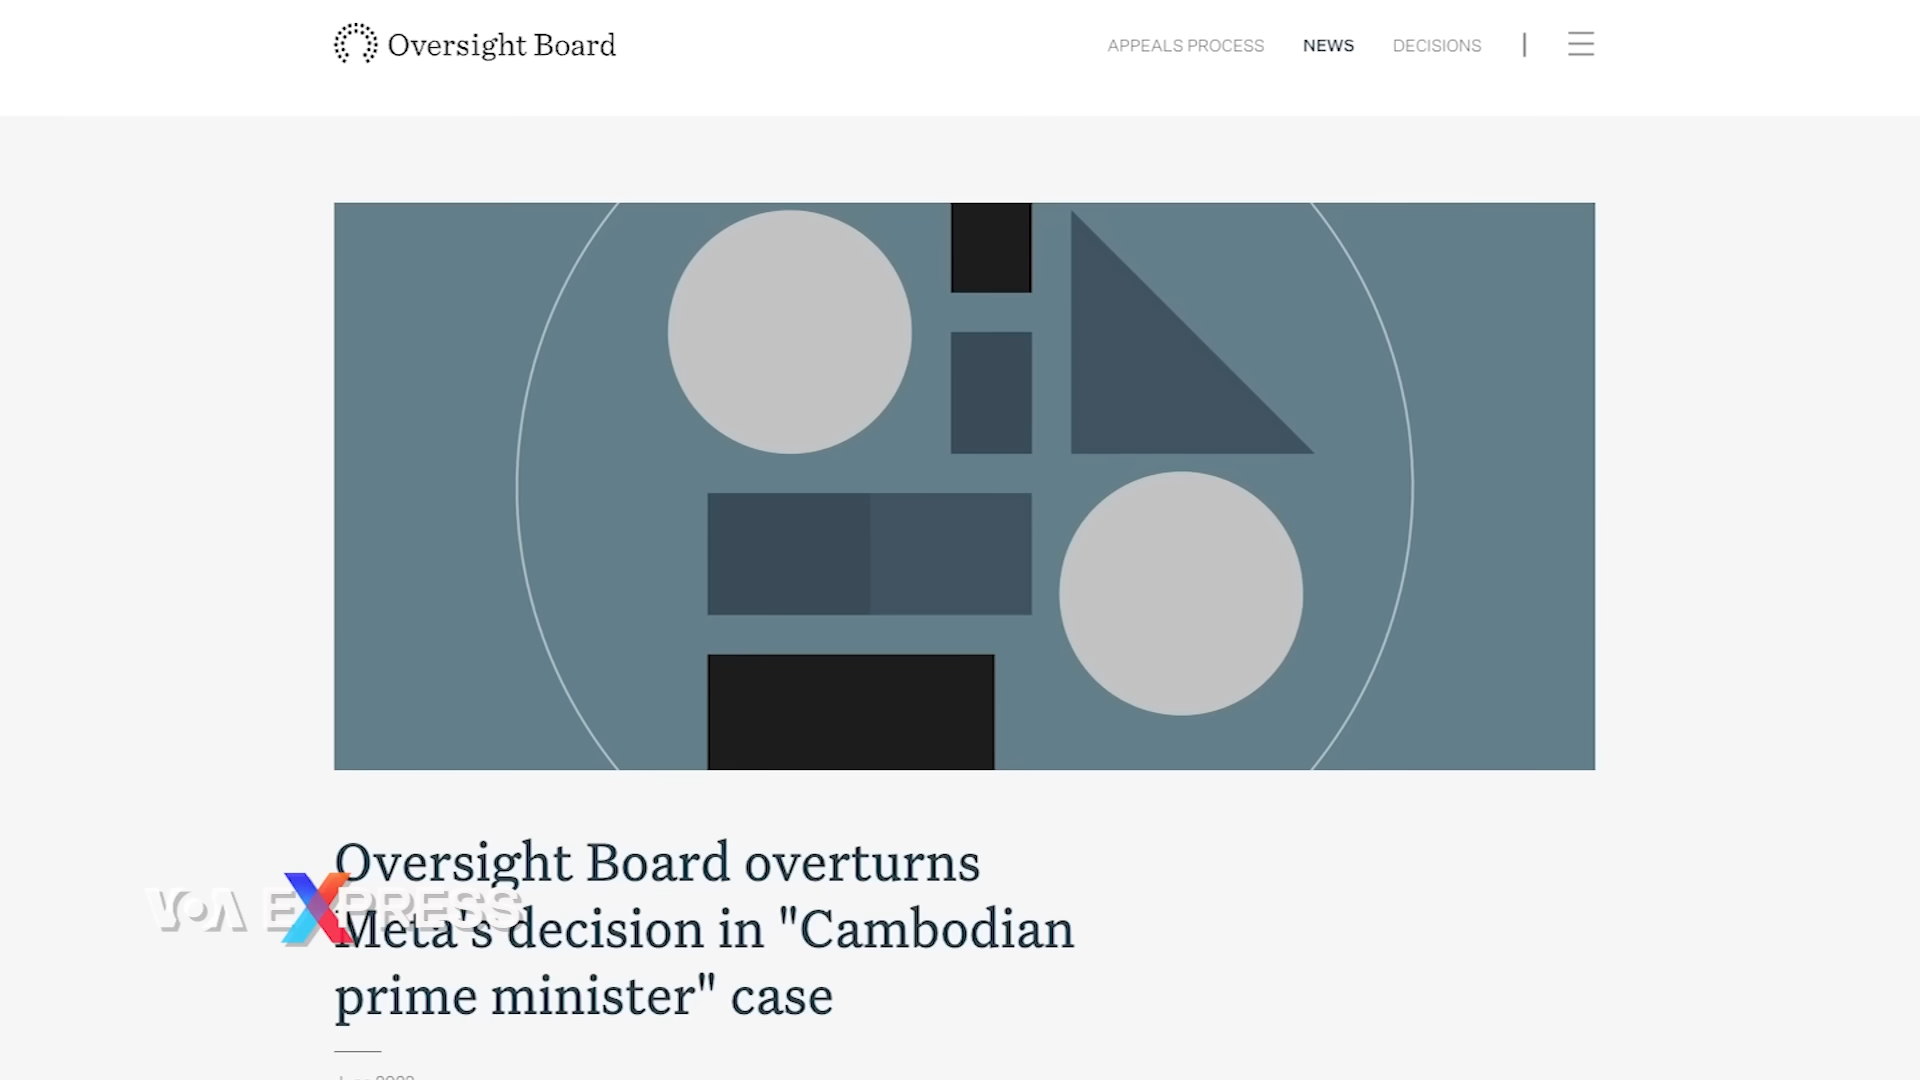 Oversight Board
APPEALS PROCESS
NEWS
DECISIONS
Oversight Board overturns
Meta's decision in "Cambodian
prime minister" case
VOA EXPRESS